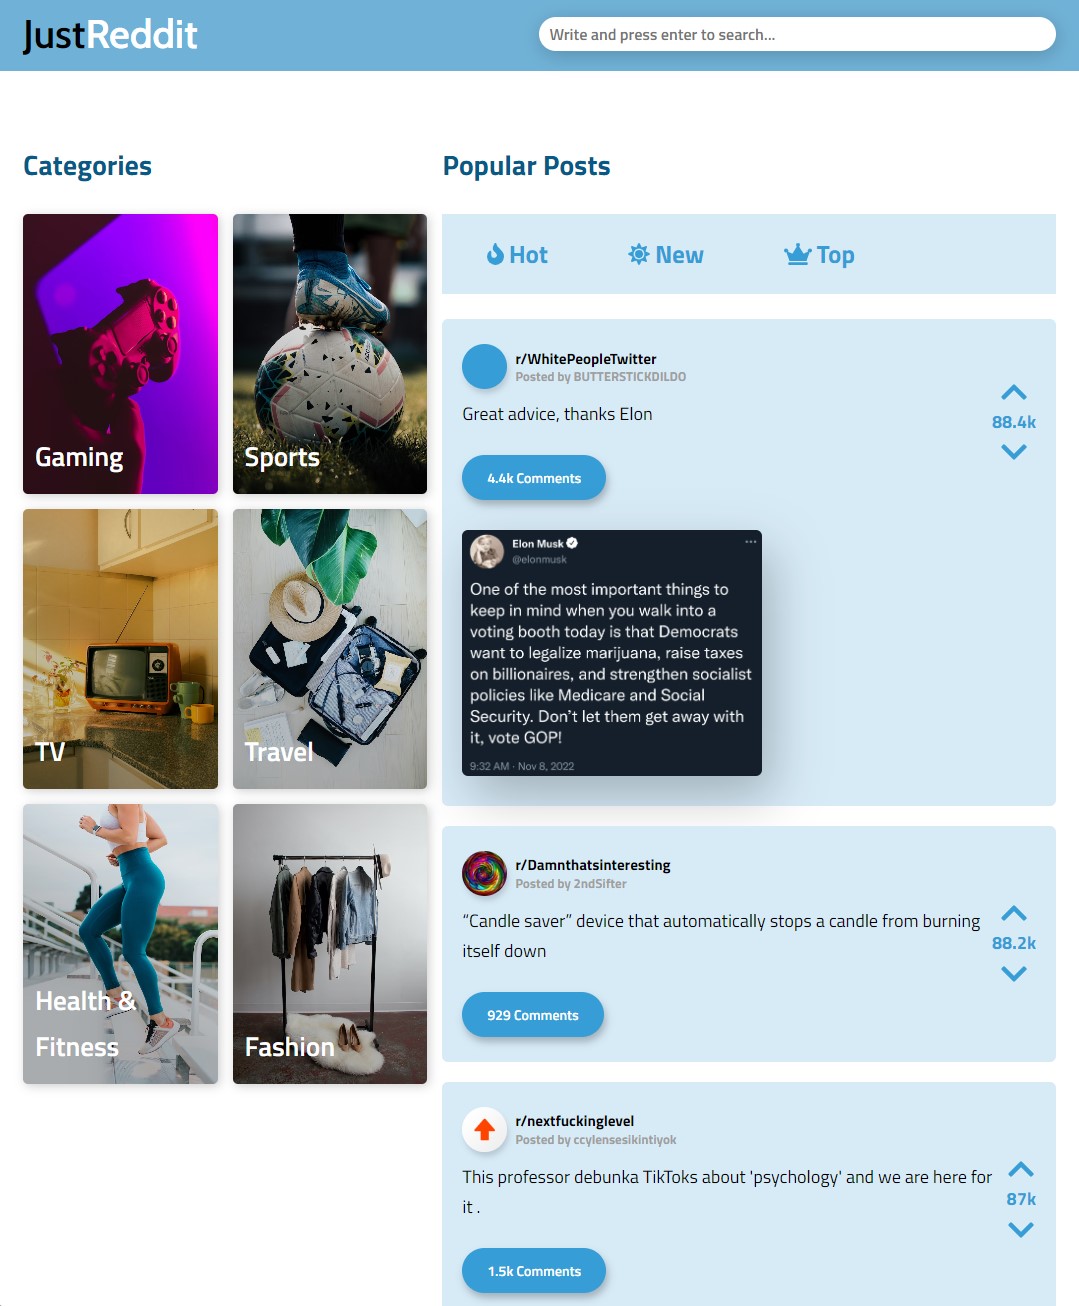 JustReddit
Write and press enter to search...
Categories
Gaming
Sports
TV
Travel
Health &
Fitness
Fashion
Popular Posts
Hot
New
Top
r/WhitePeopleTwitter
Posted by BUTTERSTICKDILDO
Great advice, thanks Elon
88.4k
4.4k Comments
Elon Musk
@elonmusk
One of the most important things to
keep in mind when you walk into a
voting booth today is that Democrats
want to legalize marijuana, raise taxes
on billionaires, and strengthen socialist
policies like Medicare and Social
Security. Don't let them get away with
it, vote GOP!
9:32 AM · Nov 8, 2022
r/Damnthatsinteresting
Posted by 2ndSifter
“Candle saver” device that automatically stops a candle from burning
itself down
88.2k
929 Comments
r/nextfuckinglevel
Posted by ccylensesikintiyok
This professor debunka TikToks about 'psychology' and we are here for
it .
87k
1.5k Comments